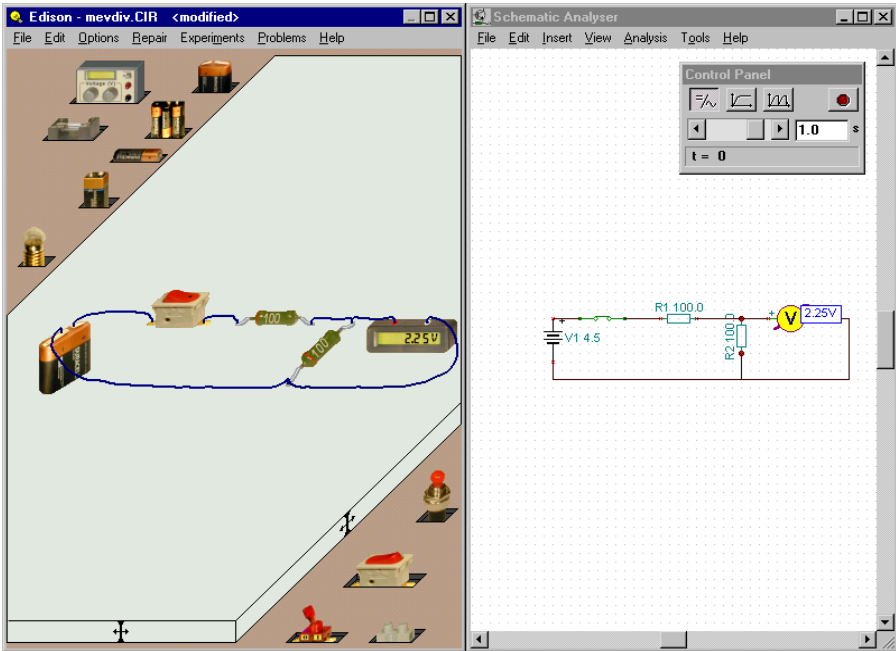 Edison - mevdiv.CIR <modified>
File Edit Options Repair Experiments Problems Help
Voltage (V)
100
100
2.25V
Schematic Analyser
File Edit Insert View Analysis Tools Help
Control Panel
1.0 s
t = 0
R1 100.0
V1 4.5
R2 100.0
V
2.25V